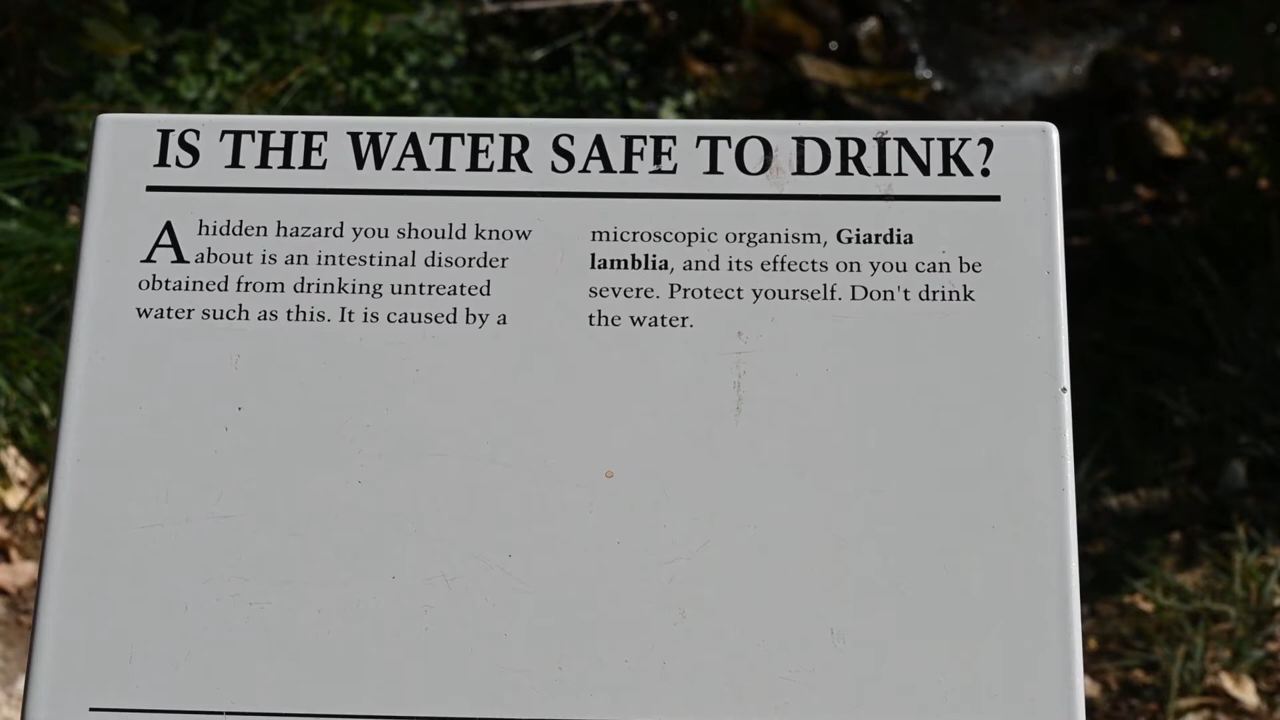 IS THE WATER SAFE TO DRINK?
A hidden hazard you should know
about is an intestinal disorder
obtained from drinking untreated
water such as this. It is caused by a
microscopic organism, Giardia
lamblia, and its effects on you can be
severe. Protect yourself. Don't drink
the water.